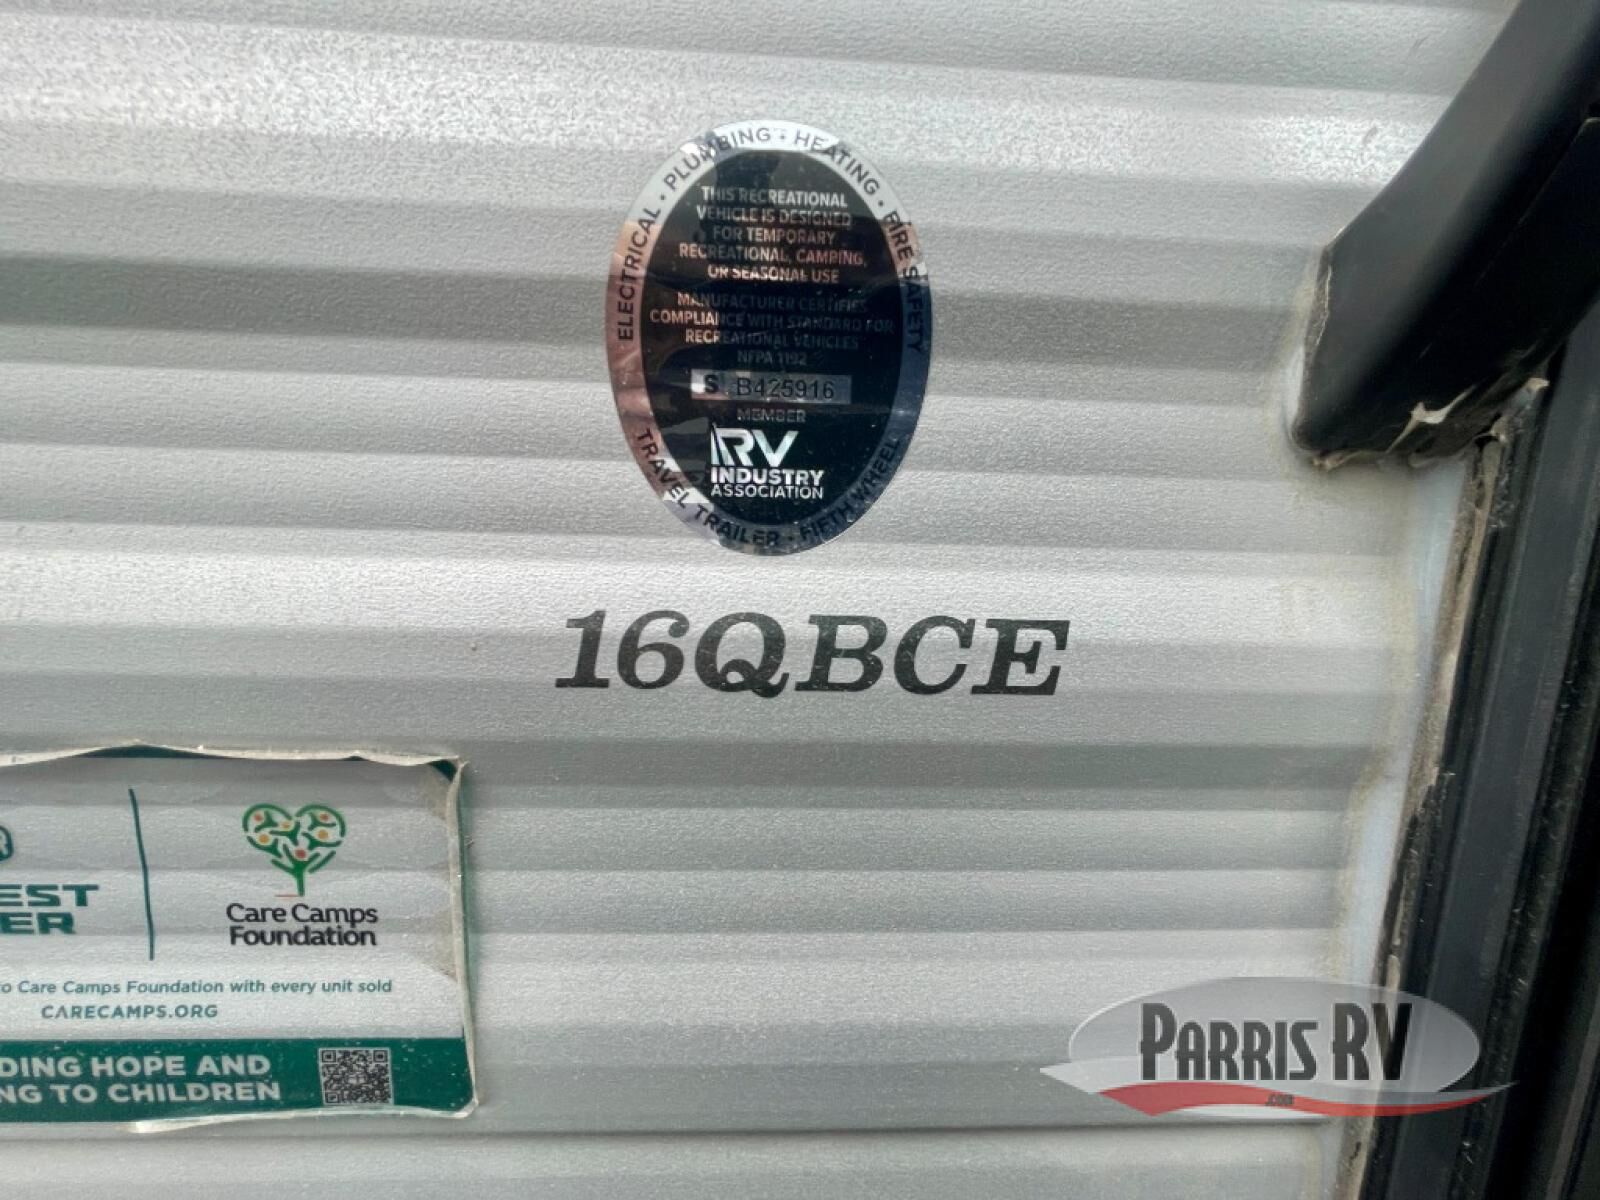 ELECTRICAL · PLUMBING · HEATING · FIRE SAFETY
THIS RECREATIONAL
VEHICLE IS DESIGNED
FOR TEMPORARY
RECREATIONAL, CAMPING,
OR SEASONAL USE
MANUFACTURER CERTIFIES
COMPLIANCE WITH STANDARD FOR
RECREATIONAL VEHICLES
NFPA 1192
S B425916
MEMBER
RV
INDUSTRY
ASSOCIATION
TRAVEL TRAILER · FIFTH WHEEL
16QBCE
EST
ER
Care Camps
Foundation
o Care Camps Foundation with every unit sold
CARECAMPS.ORG
DING HOPE AND
NG TO CHILDREN
PARRIS RV
.com